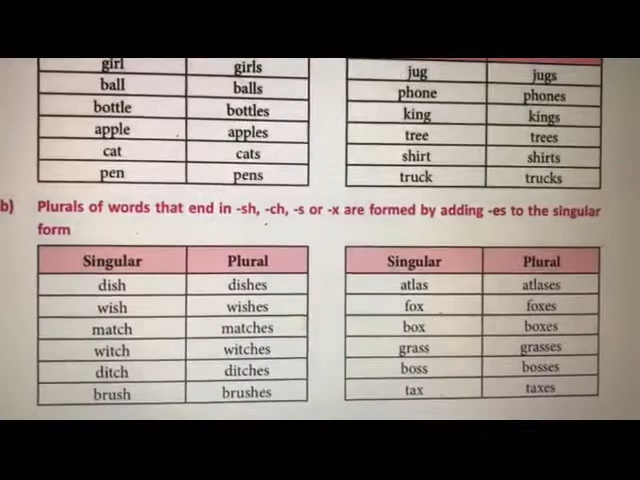 girl girls
ball balls
bottle bottles
apple apples
cat cats
pen pens
jug jugs
phone phones
king kings
tree trees
shirt shirts
truck trucks
b) Plurals of words that end in -sh, -ch, -s or -x are formed by adding -es to the singular
form
Singular Plural
dish dishes
wish wishes
match matches
witch witches
ditch ditches
brush brushes
Singular Plural
atlas atlases
fox foxes
box boxes
grass grasses
boss bosses
tax taxes